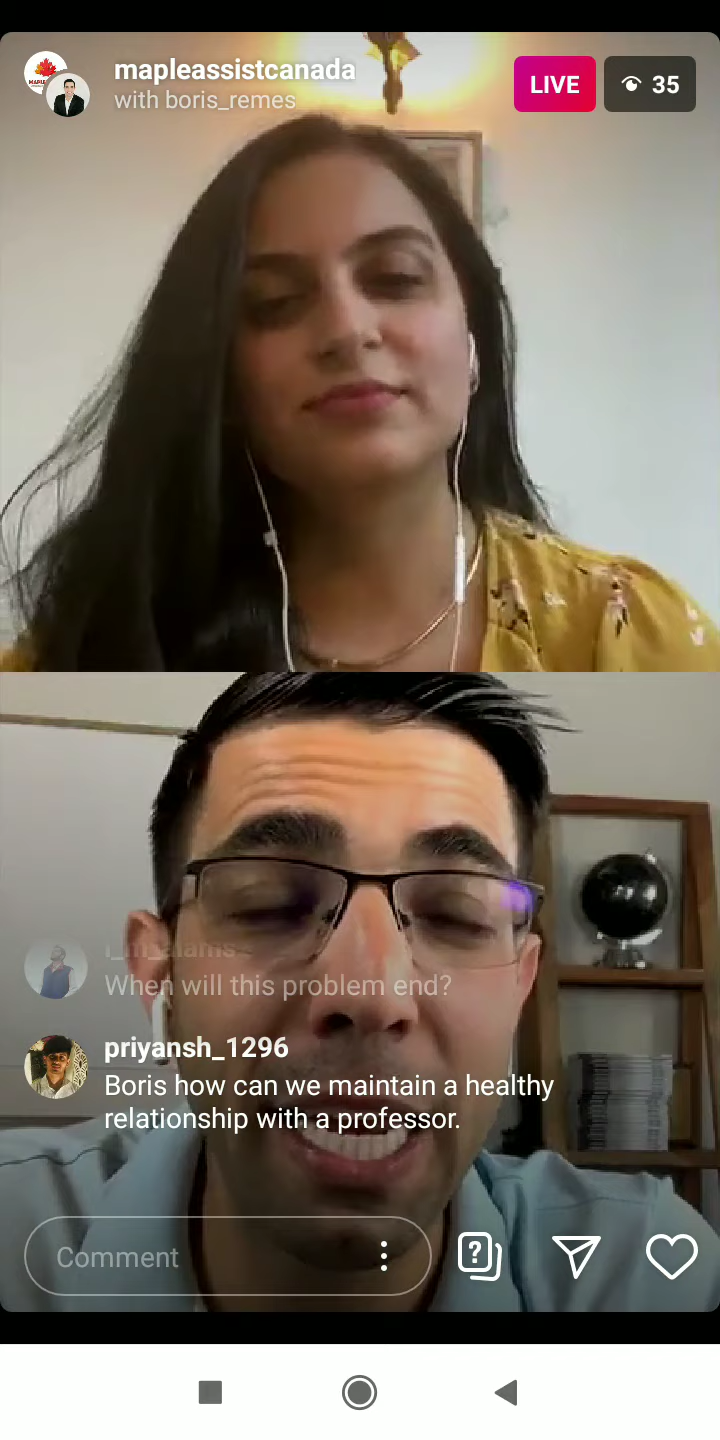 mapleassistcanada
with boris_remes
LIVE
35
i_m_alams
When will this problem end?
priyansh_1296
Boris how can we maintain a healthy
relationship with a professor.
Comment